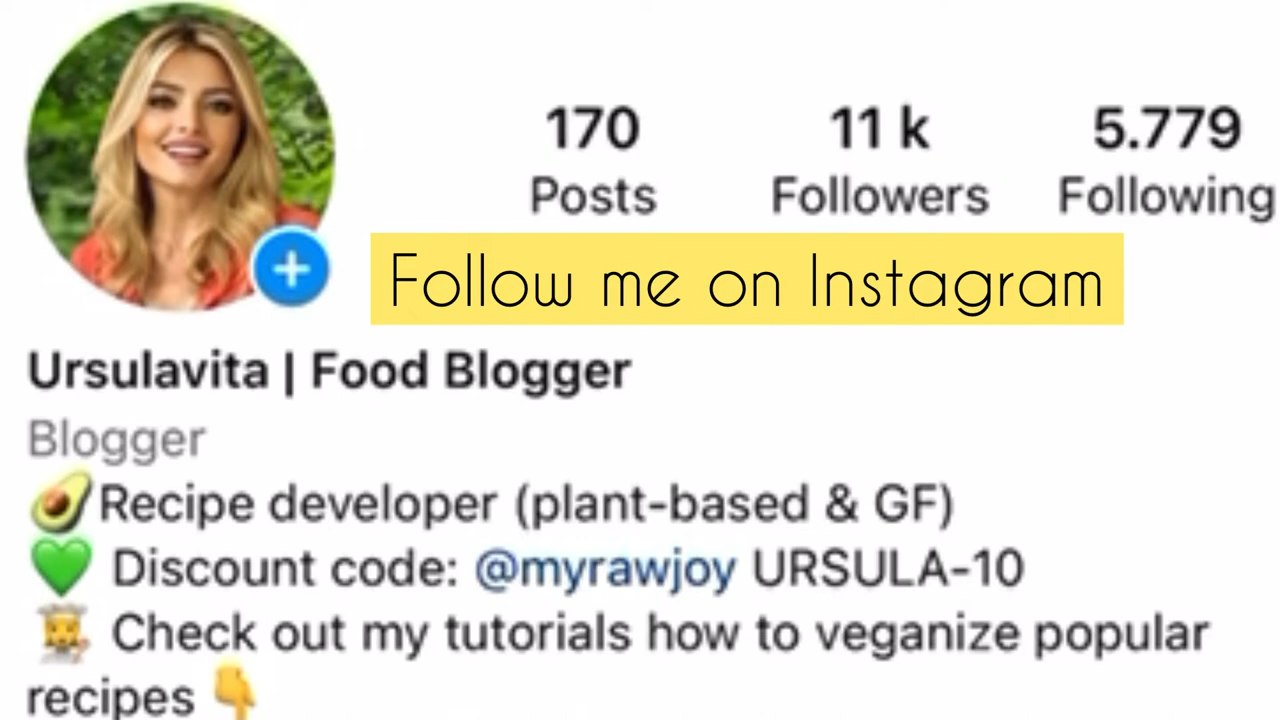 170 11 k 5.779
Posts Followers Following
Follow me on Instagram
Ursulavita | Food Blogger
Blogger
🥑Recipe developer (plant-based & GF)
💚 Discount code: @myrawjoy URSULA-10
👩‍🍳 Check out my tutorials how to veganize popular
recipes 👇